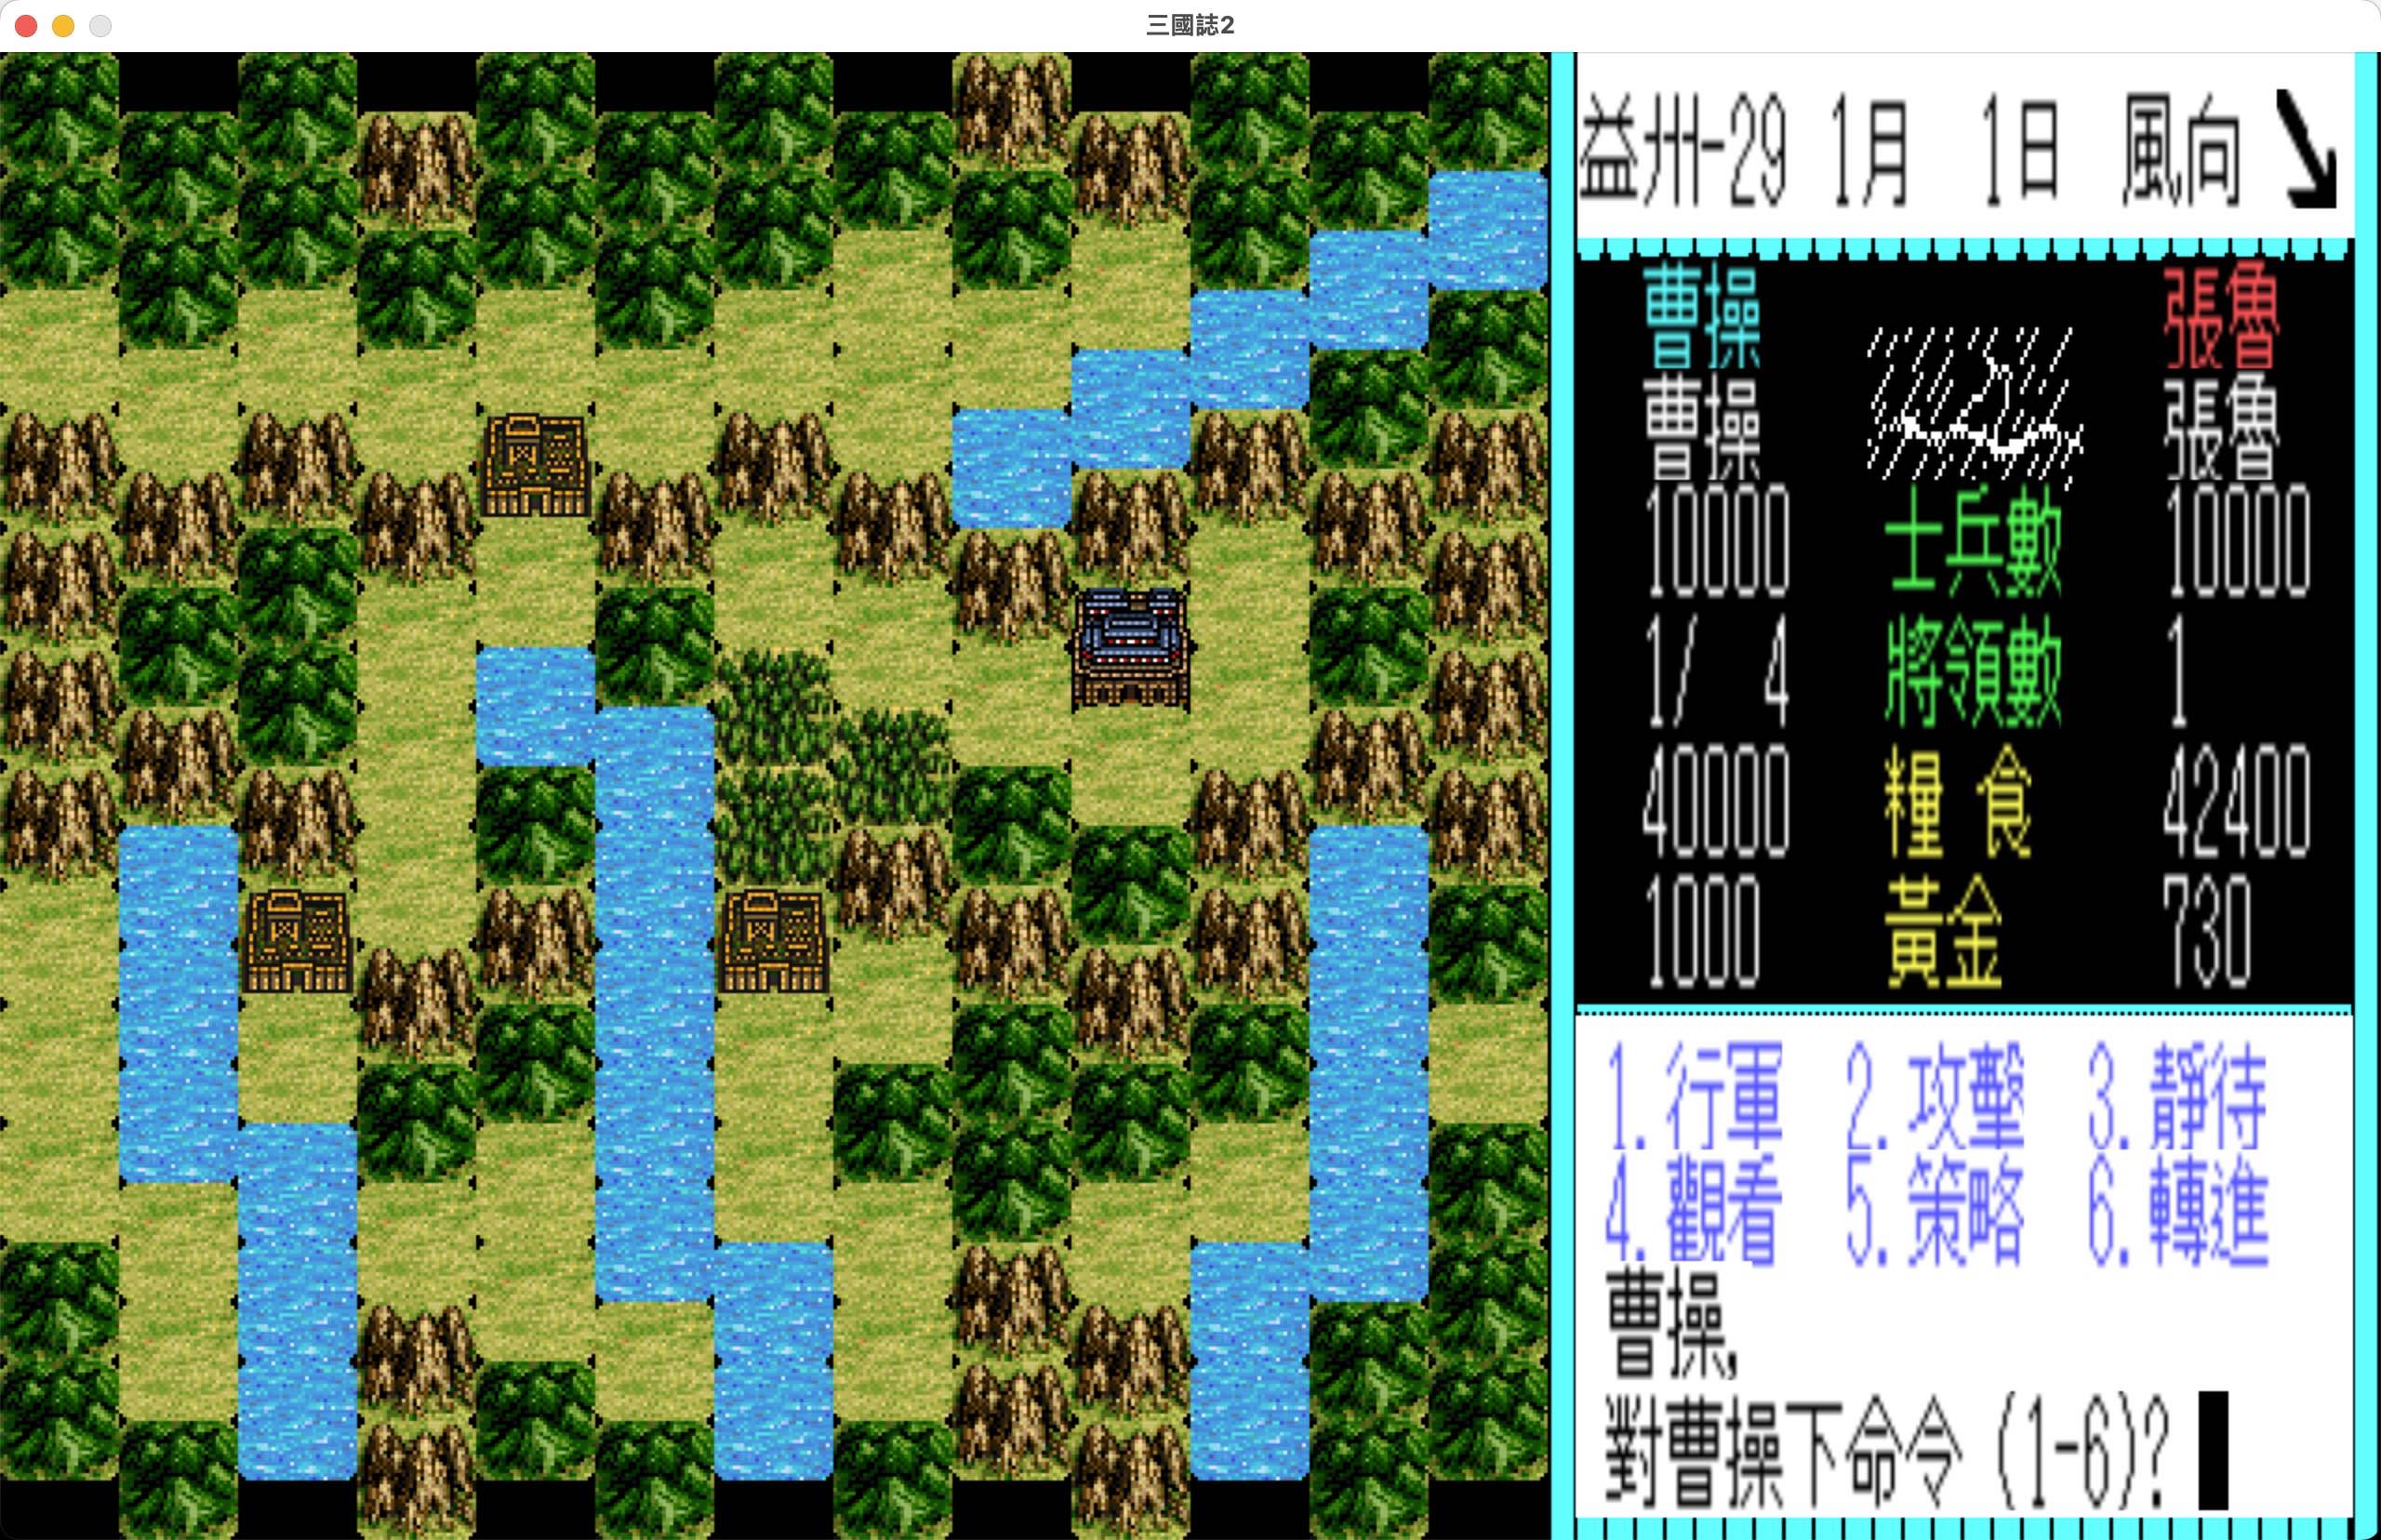 三國誌2
益州-29 1月 1日 風向
曹操 張魯
曹操 張魯
10000 士兵數 10000
1/ 4 將領數 1
40000 糧 食 42400
1000 黃金 730
1.行軍 2.攻擊 3.靜待
4.觀看 5.策略 6.轉進
曹操,
對曹操下命令 (1-6)?